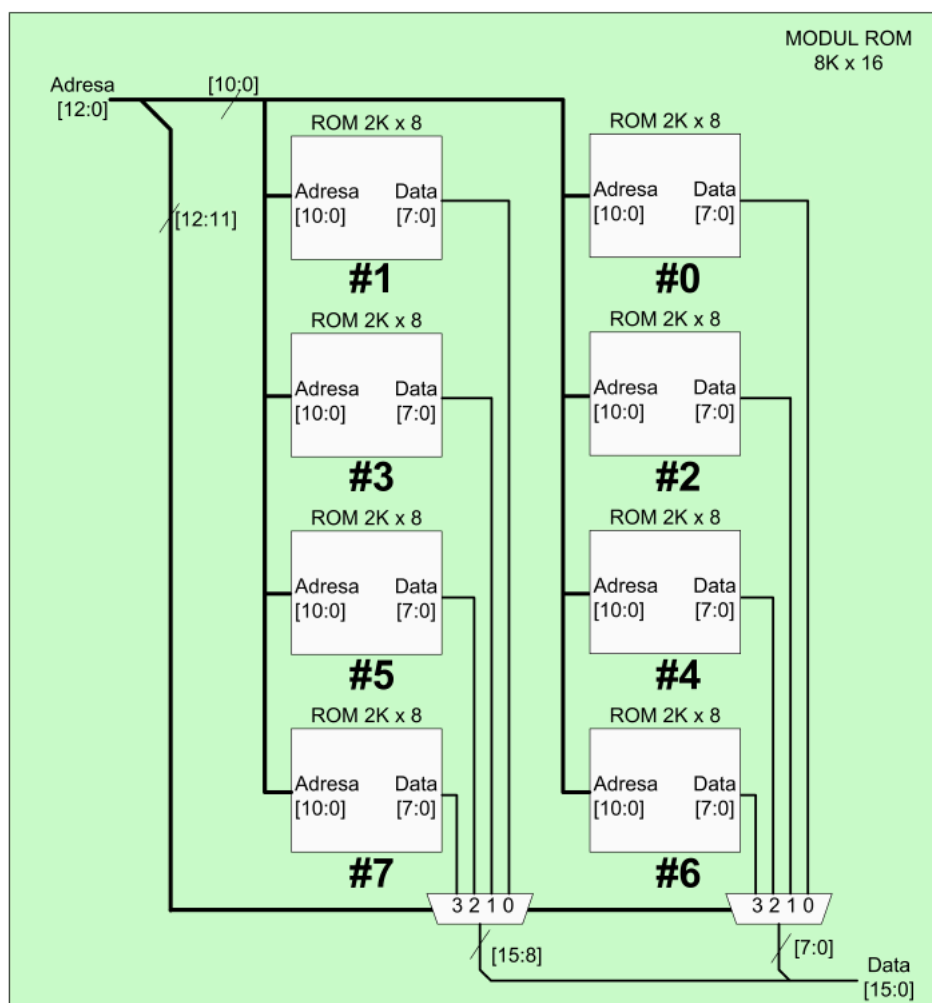 MODUL ROM
8K x 16
Adresa
[12:0]
[10:0]
[12:11]
ROM 2K x 8
Adresa
[10:0]
Data
[7:0]
#1
ROM 2K x 8
Adresa
[10:0]
Data
[7:0]
#0
ROM 2K x 8
Adresa
[10:0]
Data
[7:0]
#3
ROM 2K x 8
Adresa
[10:0]
Data
[7:0]
#2
ROM 2K x 8
Adresa
[10:0]
Data
[7:0]
#5
ROM 2K x 8
Adresa
[10:0]
Data
[7:0]
#4
ROM 2K x 8
Adresa
[10:0]
Data
[7:0]
#7
ROM 2K x 8
Adresa
[10:0]
Data
[7:0]
#6
3 2 1 0
3 2 1 0
[15:8]
[7:0]
Data
[15:0]